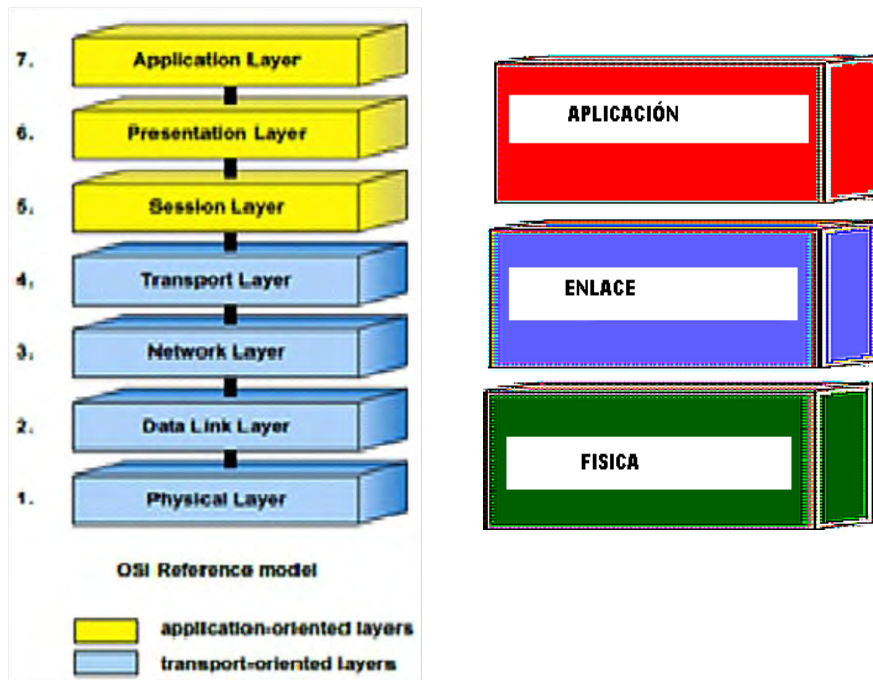 7. Application Layer
6. Presentation Layer
5. Session Layer
4. Transport Layer
3. Network Layer
2. Data Link Layer
1. Physical Layer
OSI Reference model
application-oriented layers
transport-oriented layers
APLICACIÓN
ENLACE
FISICA